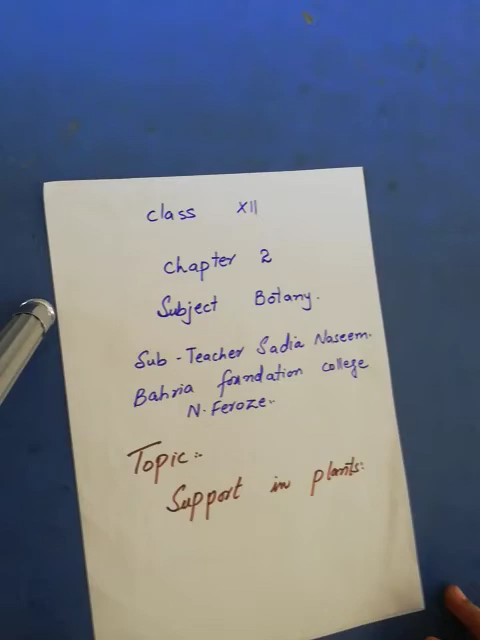 class XII
Chapter 2
Subject Botany.
Sub - Teacher Sadia Naseem.
Bahria foundation college
N. Feroze..
Topic:.
Support in plants: